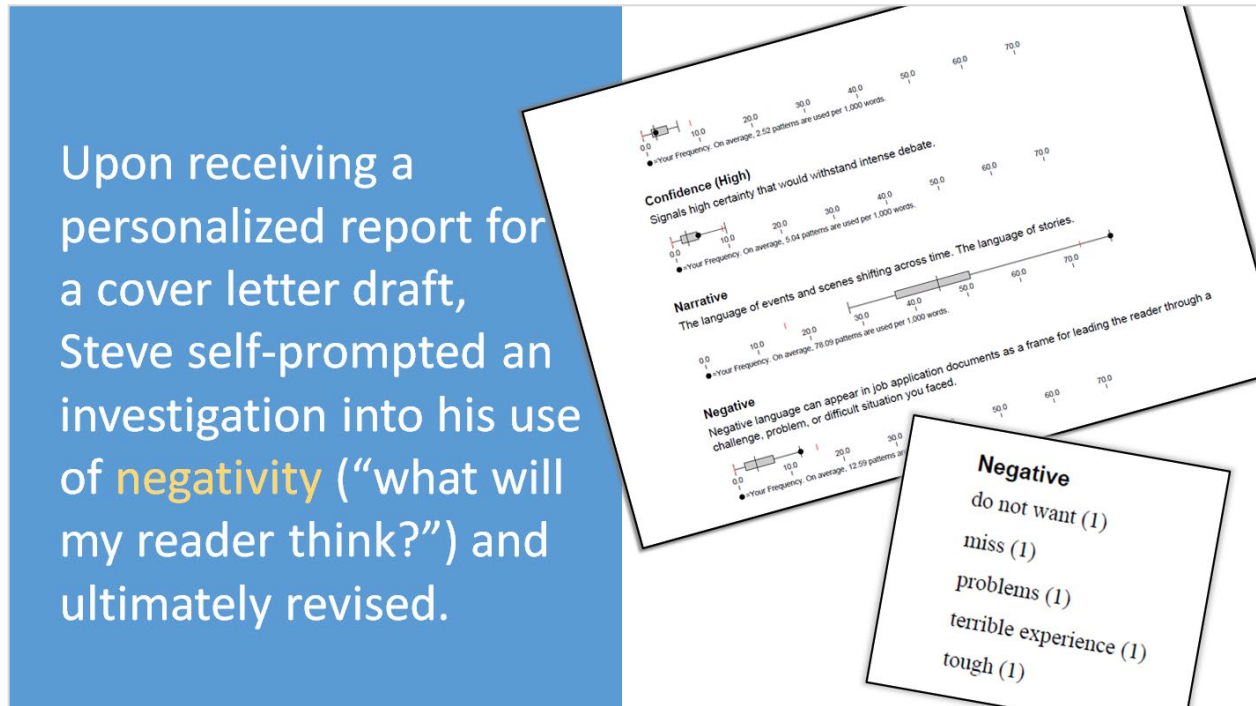 Upon receiving a
personalized report for
a cover letter draft,
Steve self-prompted an
investigation into his use
of negativity (“what will
my reader think?”) and
ultimately revised.
0.0 10.0 20.0 30.0 40.0 50.0 60.0 70.0
●=Your Frequency. On average, 2.52 patterns are used per 1,000 words.
Confidence (High)
Signals high certainty that would withstand intense debate.
0.0 10.0 20.0 30.0 40.0 50.0 60.0 70.0
●=Your Frequency. On average, 5.04 patterns are used per 1,000 words.
Narrative
The language of events and scenes shifting across time. The language of stories.
0.0 10.0 20.0 30.0 40.0 50.0 60.0 70.0
●=Your Frequency. On average, 78.09 patterns are used per 1,000 words.
Negative
Negative language can appear in job application documents as a frame for leading the reader through a
challenge, problem, or difficult situation you faced.
0.0 10.0 20.0 30.0 50.0 60.0 70.0
●=Your Frequency. On average, 12.59 patterns are
Negative
do not want (1)
miss (1)
problems (1)
terrible experience (1)
tough (1)